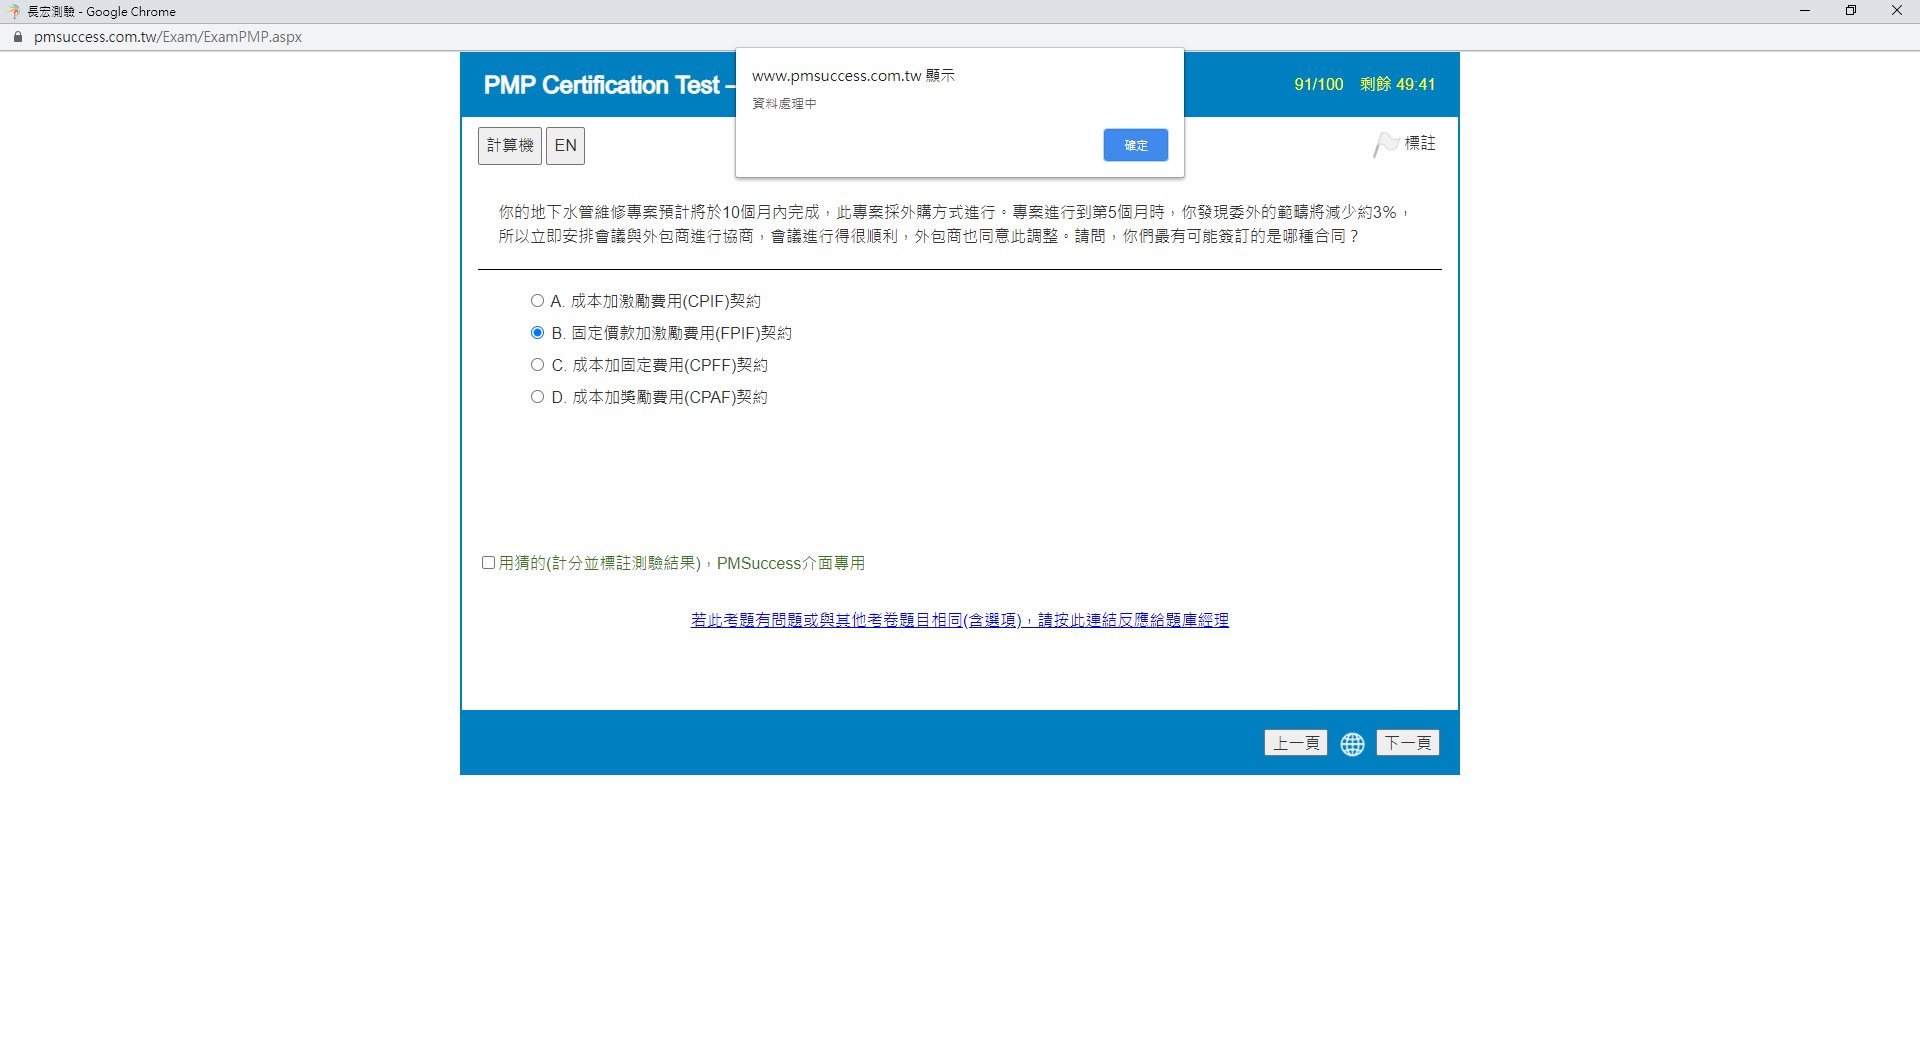 長宏測驗 - Google Chrome
pmsuccess.com.tw/Exam/ExamPMP.aspx
www.pmsuccess.com.tw 顯示
資料處理中
確定
PMP Certification Test –
91/100 剩餘 49:41
計算機 EN
標註
你的地下水管維修專案預計將於10個月內完成，此專案採外購方式進行。專案進行到第5個月時，你發現委外的範疇將減少約3%，
所以立即安排會議與外包商進行協商，會議進行得很順利，外包商也同意此調整。請問，你們最有可能簽訂的是哪種合同？
A. 成本加激勵費用(CPIF)契約
B. 固定價款加激勵費用(FPIF)契約
C. 成本加固定費用(CPFF)契約
D. 成本加獎勵費用(CPAF)契約
用猜的(計分並標註測驗結果)，PMSuccess介面專用
若此考題有問題或與其他考卷題目相同(含選項)，請按此連結反應給題庫經理
上一頁 下一頁